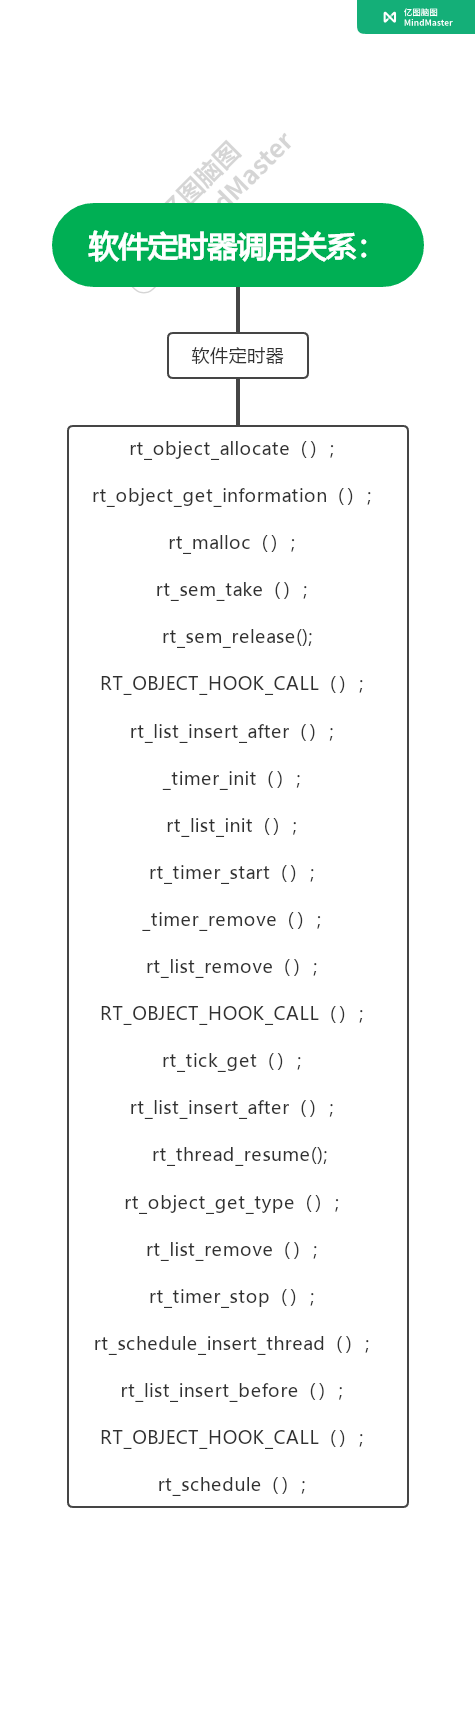 亿图脑图
MindMaster
亿图脑图
MindMaster
软件定时器调用关系：
软件定时器
rt_object_allocate（）;
rt_object_get_information（）;
rt_malloc（）;
rt_sem_take（）;
rt_sem_release();
RT_OBJECT_HOOK_CALL（）;
rt_list_insert_after（）;
_timer_init（）;
rt_list_init（）;
rt_timer_start（）;
_timer_remove（）;
rt_list_remove（）;
RT_OBJECT_HOOK_CALL（）;
rt_tick_get（）;
rt_list_insert_after（）;
rt_thread_resume();
rt_object_get_type（）;
rt_list_remove（）;
rt_timer_stop（）;
rt_schedule_insert_thread（）;
rt_list_insert_before（）;
RT_OBJECT_HOOK_CALL（）;
rt_schedule（）;